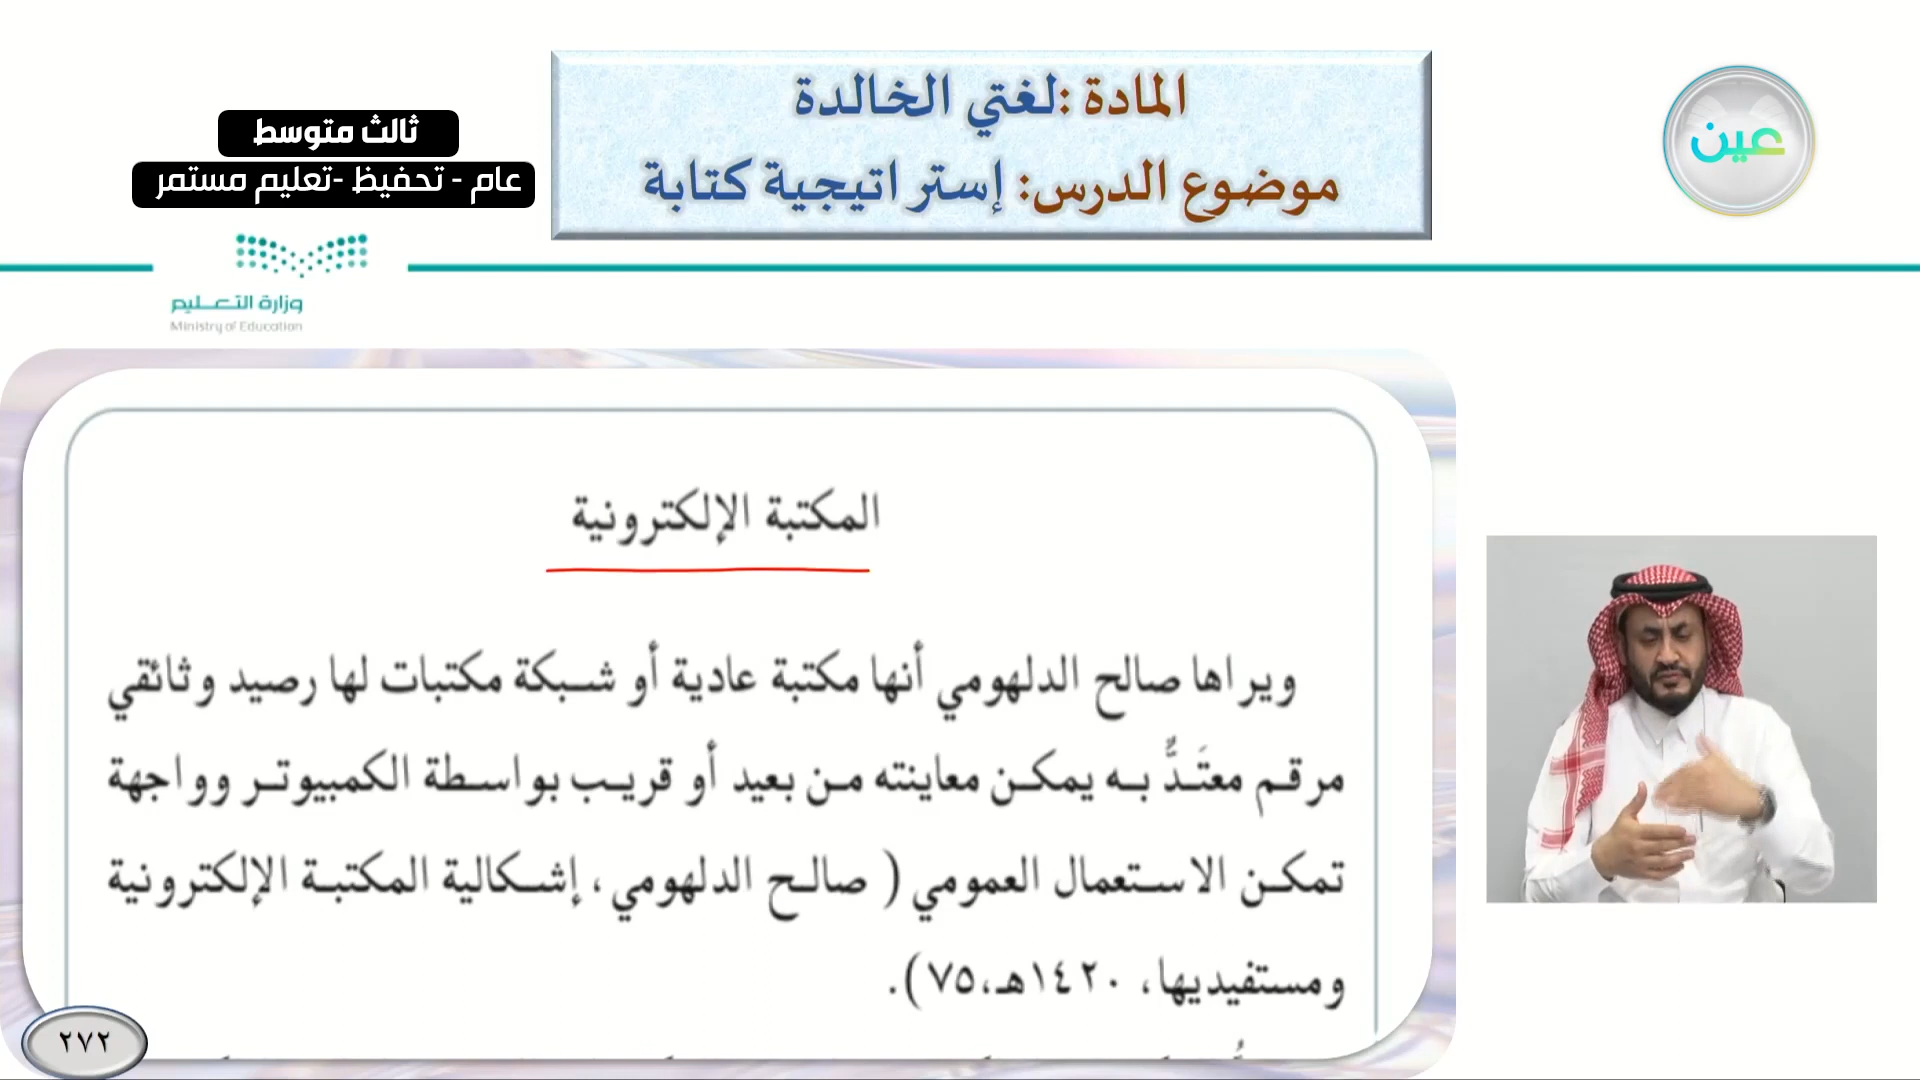 المادة :لغتي الخالدة
موضوع الدرس: إستراتيجية كتابة
عين
ثالث متوسط
عام - تحفيظ -تعليم مستمر
وزارة التعليم
Ministry of Education
المكتبة الإلكترونية
ويراها صالح الدلهومي أنها مكتبة عادية أو شبكة مكتبات لها رصيد وثائقي
مرقم معتَدٌّ به يمكن معاينته من بعيد أو قريب بواسطة الكمبيوتر وواجهة
تمكن الاستعمال العمومي ( صالح الدلهومي ، إشكالية المكتبة الإلكترونية
ومستفيديها، ١٤٢٠هـ،٧٥).
٢٧٢